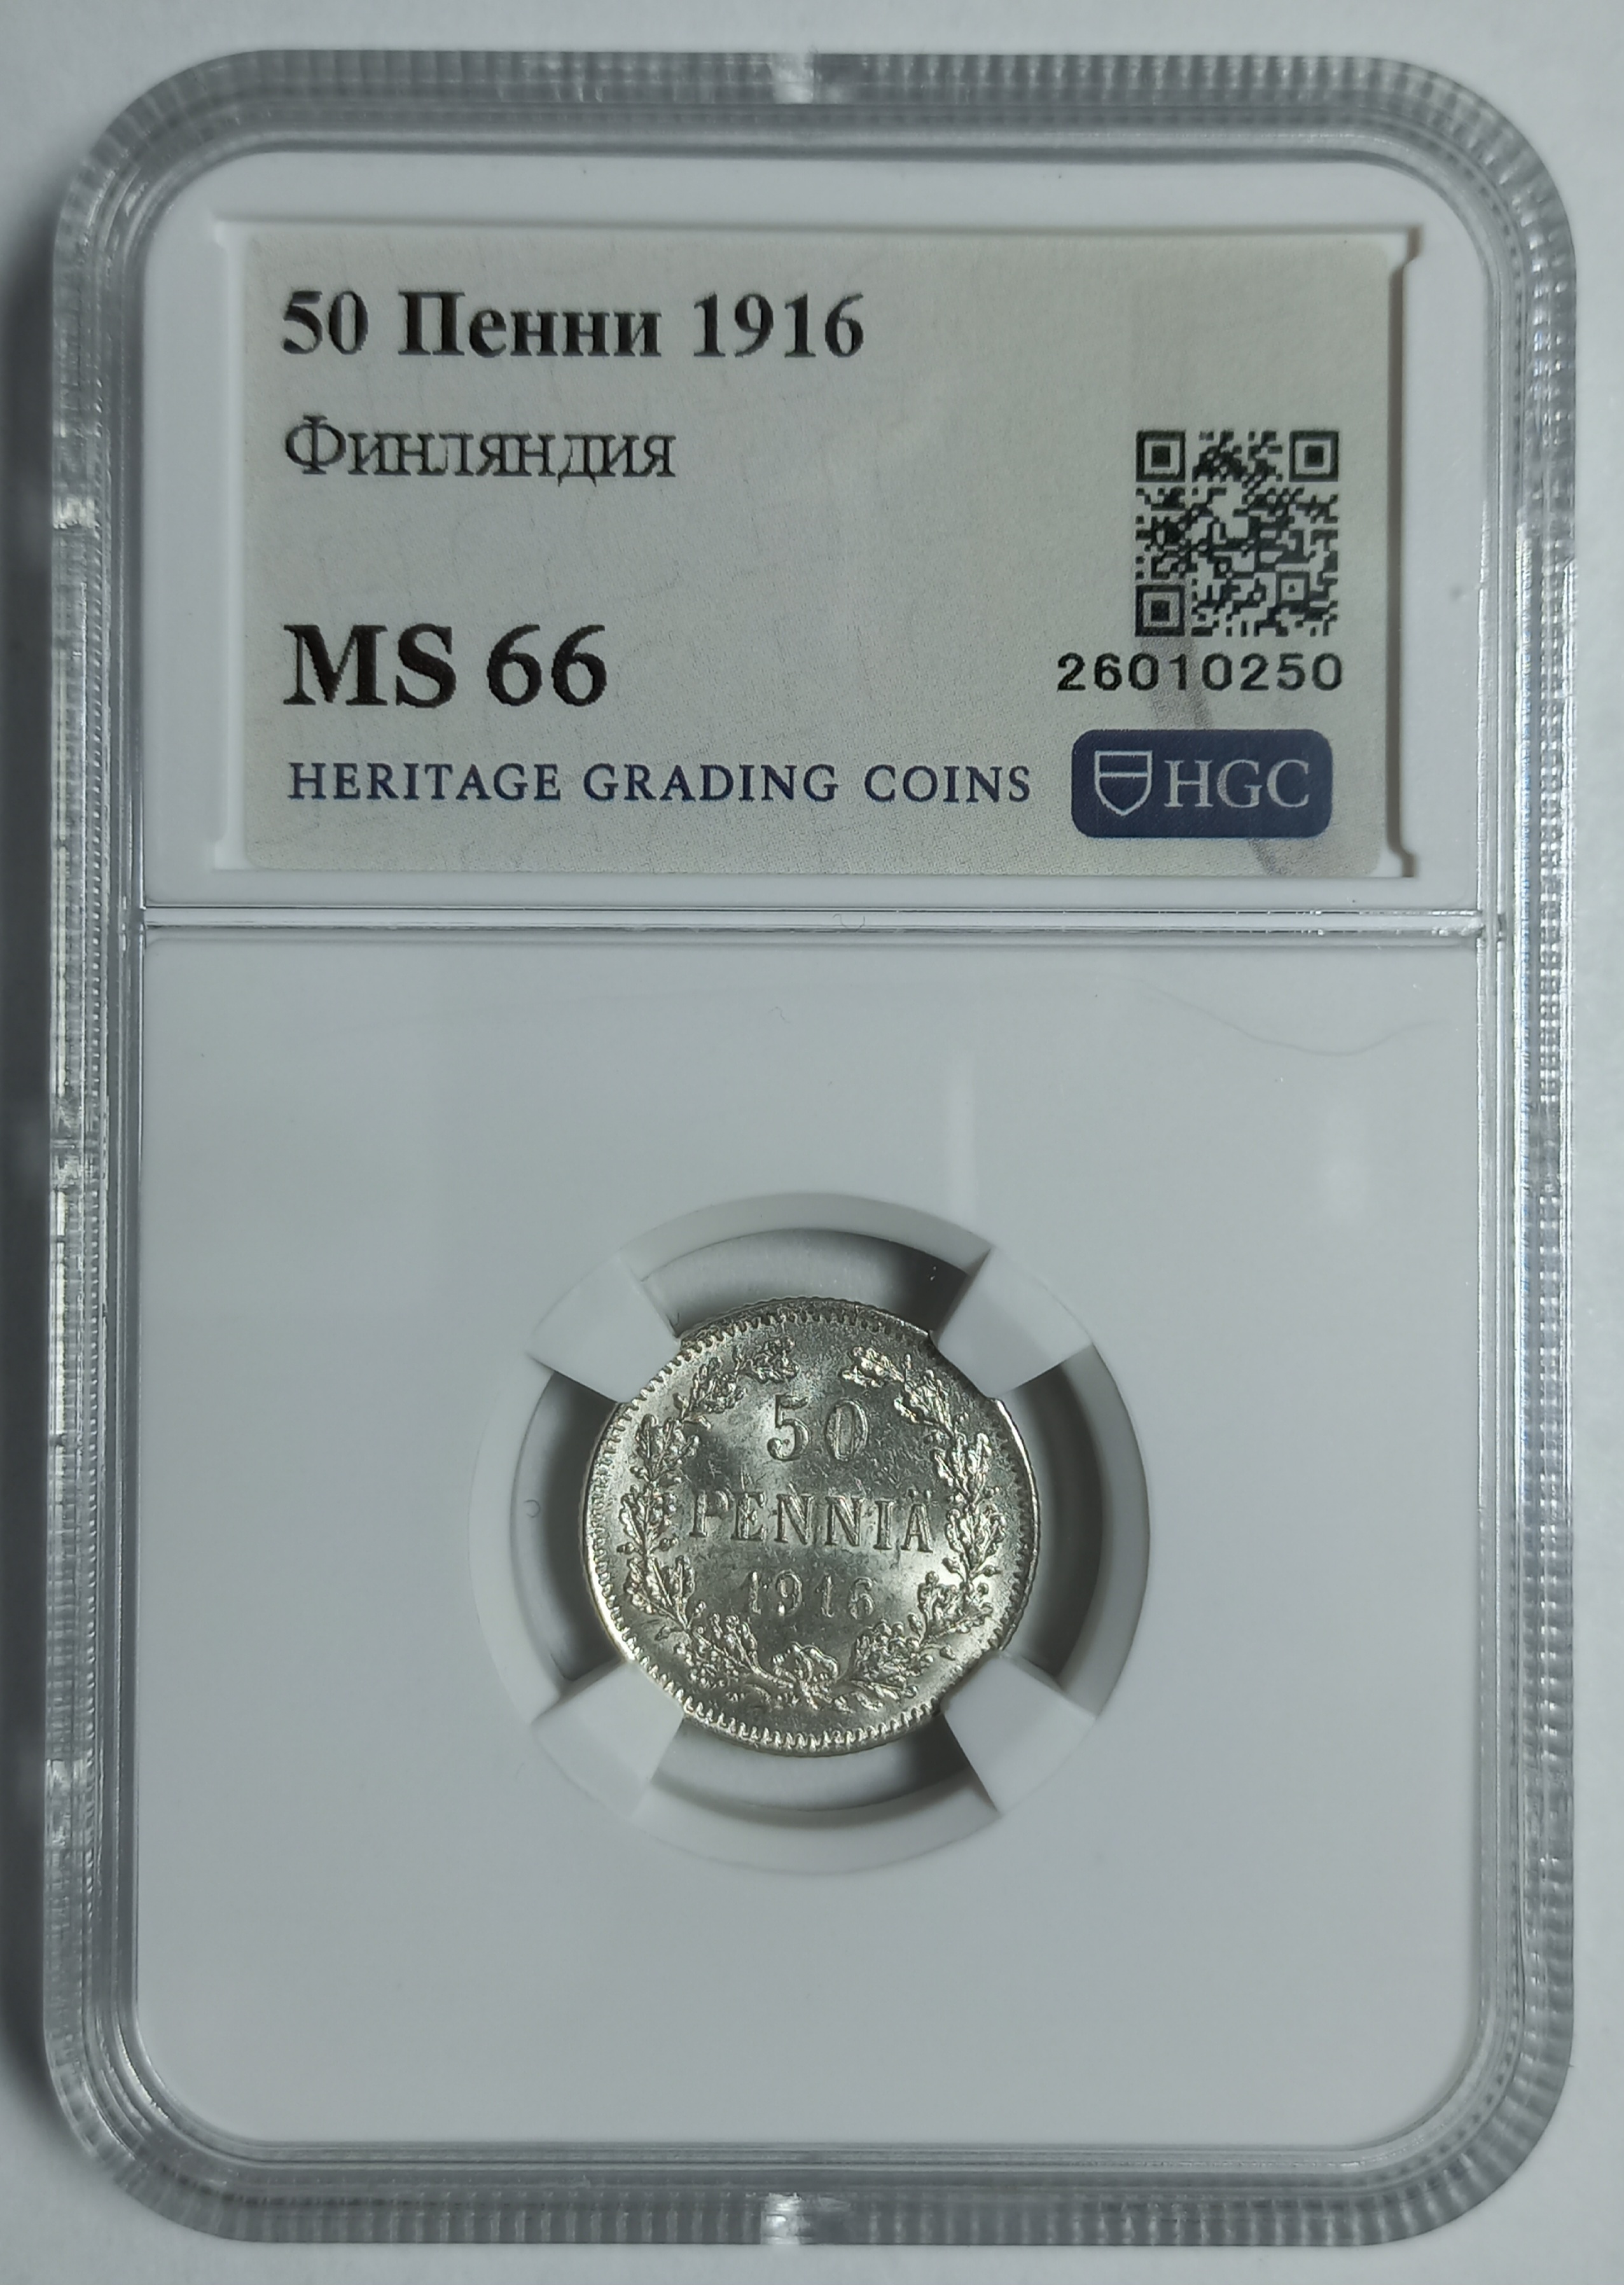 50 Пенни 1916
Финляндия
MS 66
26010250
HERITAGE GRADING COINS
HGC
50
PENNIÄ
1916